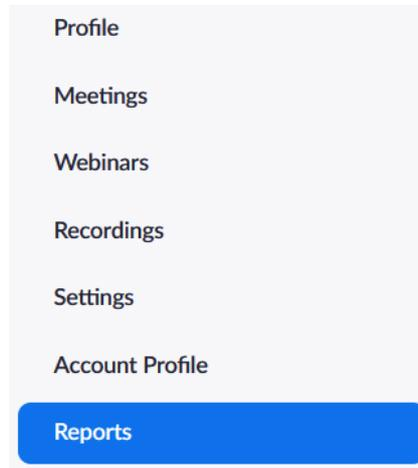 Profile
Meetings
Webinars
Recordings
Settings
Account Profile
Reports